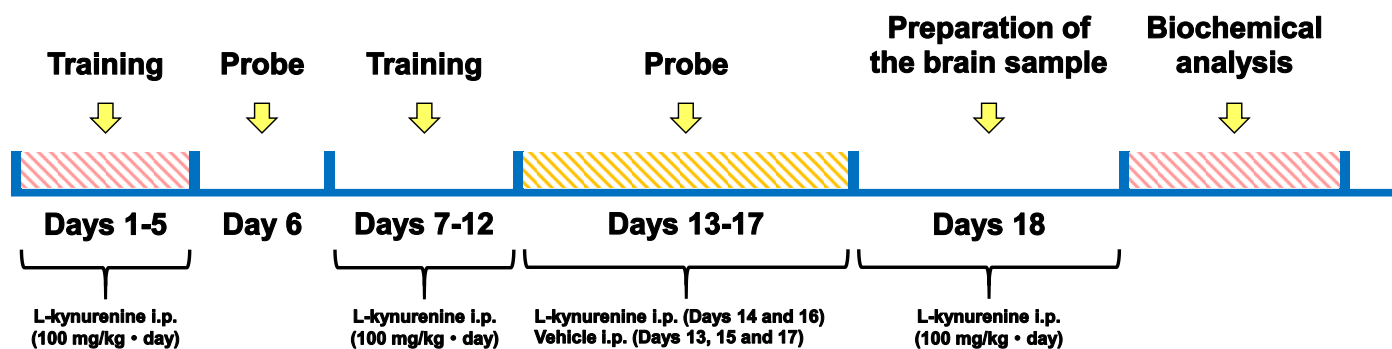 Training
Probe
Training
Probe
Preparation of
the brain sample
Biochemical
analysis
Days 1-5
Day 6
Days 7-12
Days 13-17
Days 18
L-kynurenine i.p.
(100 mg/kg・day)
L-kynurenine i.p.
(100 mg/kg・day)
L-kynurenine i.p. (Days 14 and 16)
Vehicle i.p. (Days 13, 15 and 17)
L-kynurenine i.p.
(100 mg/kg・day)